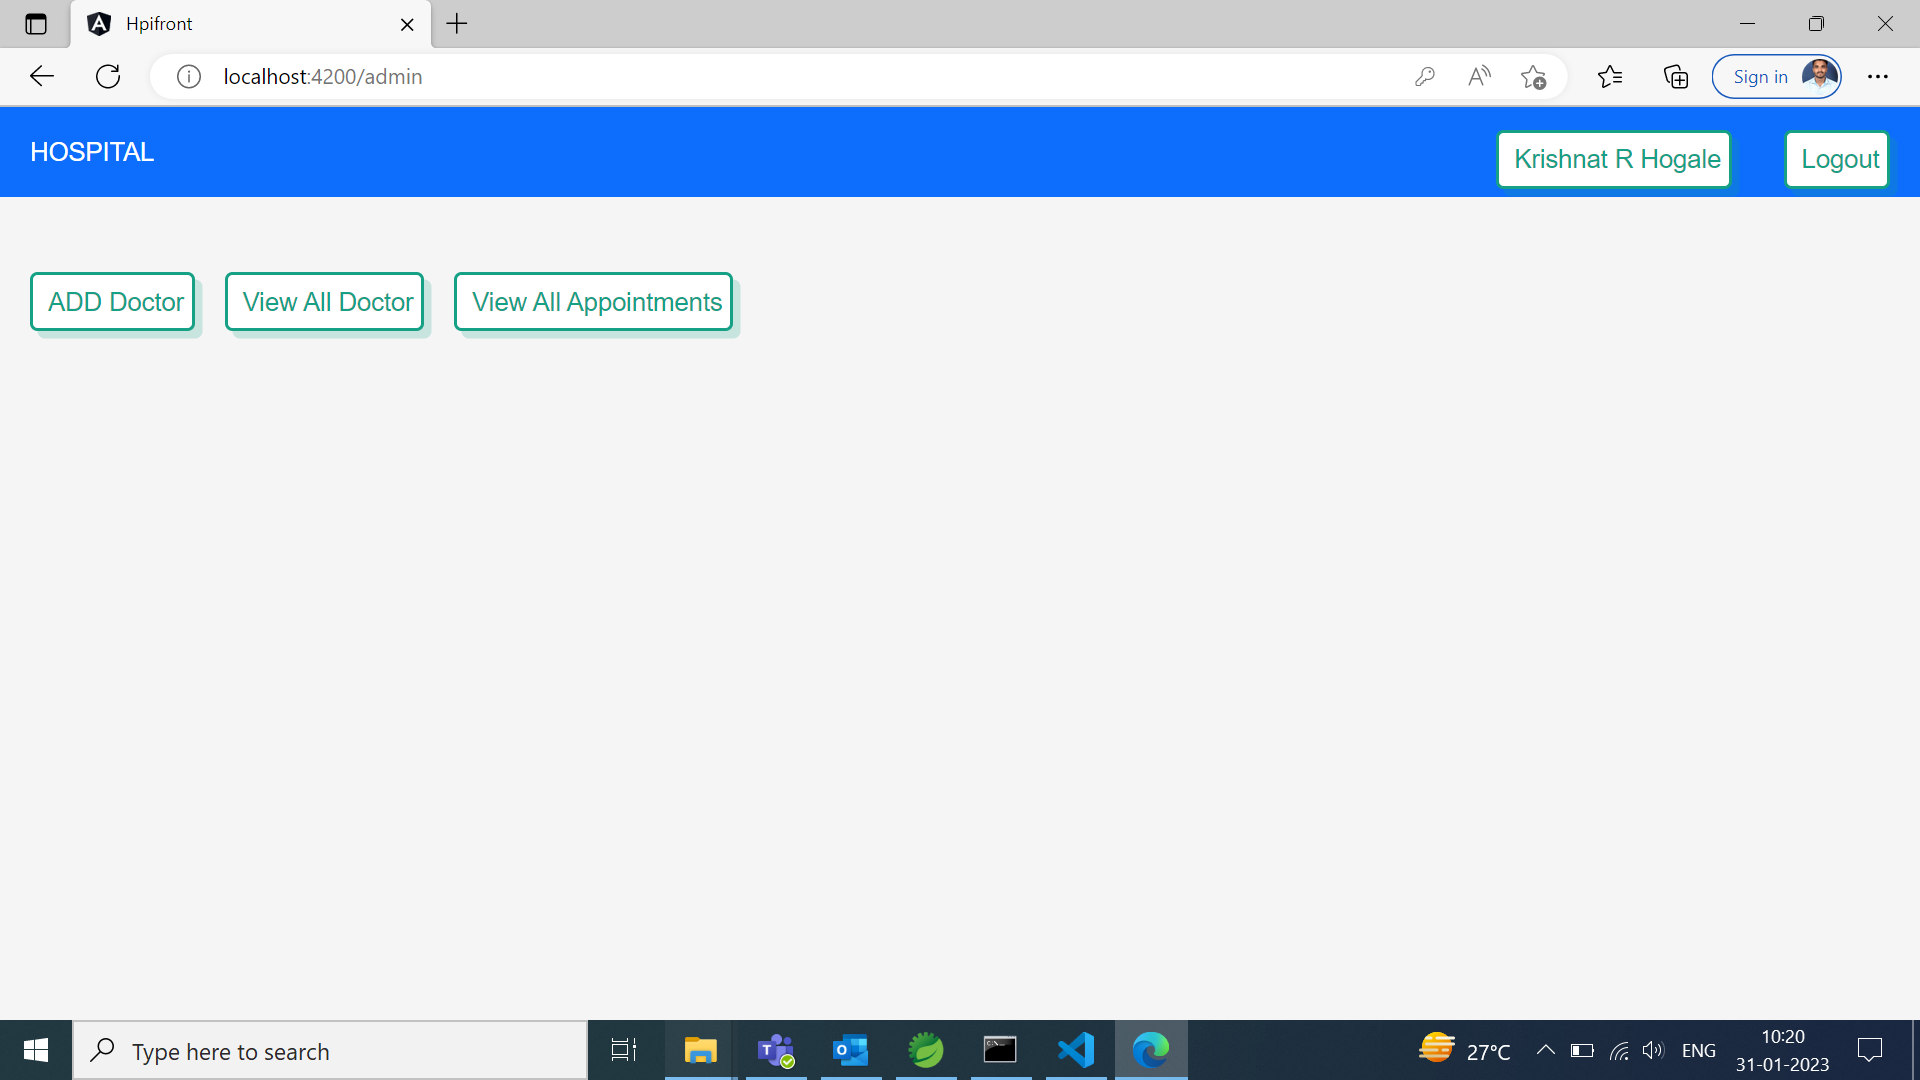 Hpifront
localhost:4200/admin
Sign in
HOSPITAL
Krishnat R Hogale
Logout
ADD Doctor
View All Doctor
View All Appointments
Type here to search
27°C
ENG
10:20
31-01-2023